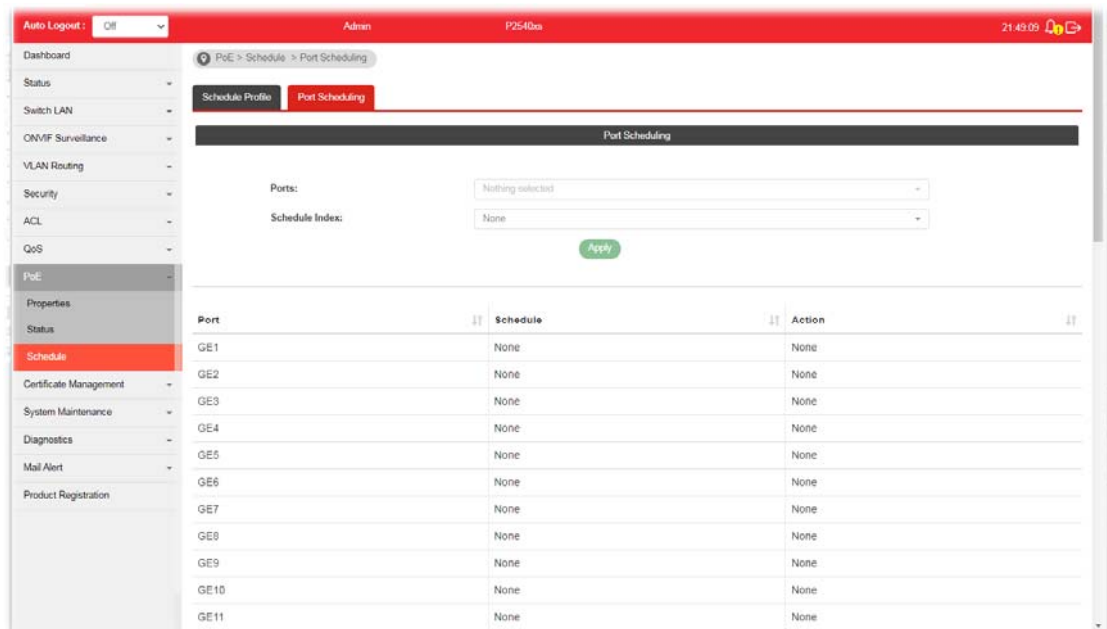 Auto Logout : Off Admin P2540xs 21:49:09
Dashboard
PoE > Schedule > Port Scheduling
Status
Switch LAN
Schedule Profile Port Scheduling
ONVIF Surveillance
Port Scheduling
VLAN Routing
Security
Ports: Nothing selected
ACL
Schedule Index: None
QoS
Apply
PoE
Properties
Status
Port Schedule Action
Schedule
GE1 None None
GE2 None None
Certificate Management
GE3 None None
System Maintenance
GE4 None None
Diagnostics
GE5 None None
Mail Alert
GE6 None None
Product Registration
GE7 None None
GE8 None None
GE9 None None
GE10 None None
GE11 None None